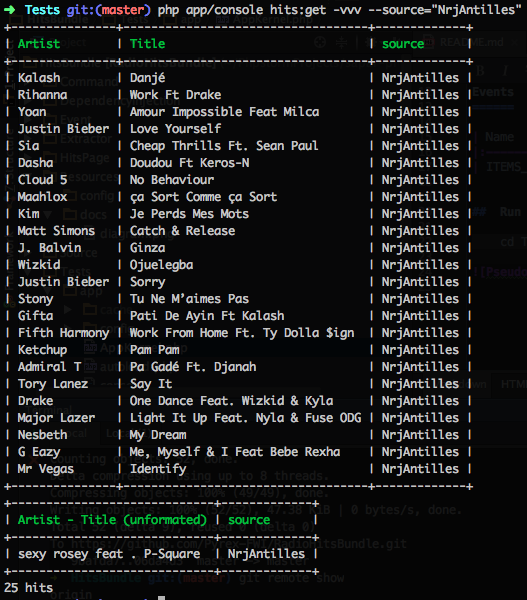 ➜ Tests git:(master) php app/console hits:get -vvv --source="NrjAntilles"
| Artist | Title | source |
| Kalash | Danjé | NrjAntilles |
| Rihanna | Work Ft Drake | NrjAntilles |
| Yoan | Amour Impossible Feat Milca | NrjAntilles |
| Justin Bieber | Love Yourself | NrjAntilles |
| Sia | Cheap Thrills Ft. Sean Paul | NrjAntilles |
| Dasha | Doudou Ft Keros-N | NrjAntilles |
| Cloud 5 | No Behaviour | NrjAntilles |
| Maahlox | ça Sort Comme ça Sort | NrjAntilles |
| Kim | Je Perds Mes Mots | NrjAntilles |
| Matt Simons | Catch & Release | NrjAntilles |
| J. Balvin | Ginza | NrjAntilles |
| Wizkid | Ojuelegba | NrjAntilles |
| Justin Bieber | Sorry | NrjAntilles |
| Stony | Tu Ne M’aimes Pas | NrjAntilles |
| Gifta | Pati De Ayin Ft Kalash | NrjAntilles |
| Fifth Harmony | Work From Home Ft. Ty Dolla $ign | NrjAntilles |
| Ketchup | Pam Pam | NrjAntilles |
| Admiral T | Pa Gadé Ft. Djanah | NrjAntilles |
| Tory Lanez | Say It | NrjAntilles |
| Drake | One Dance Feat. Wizkid & Kyla | NrjAntilles |
| Major Lazer | Light It Up Feat. Nyla & Fuse ODG | NrjAntilles |
| Nesbeth | My Dream | NrjAntilles |
| G Eazy | Me, Myself & I Feat Bebe Rexha | NrjAntilles |
| Mr Vegas | Identify | NrjAntilles |
| Artist - Title (unformated) | source |
| sexy rosey feat . P-Square | NrjAntilles |
25 hits